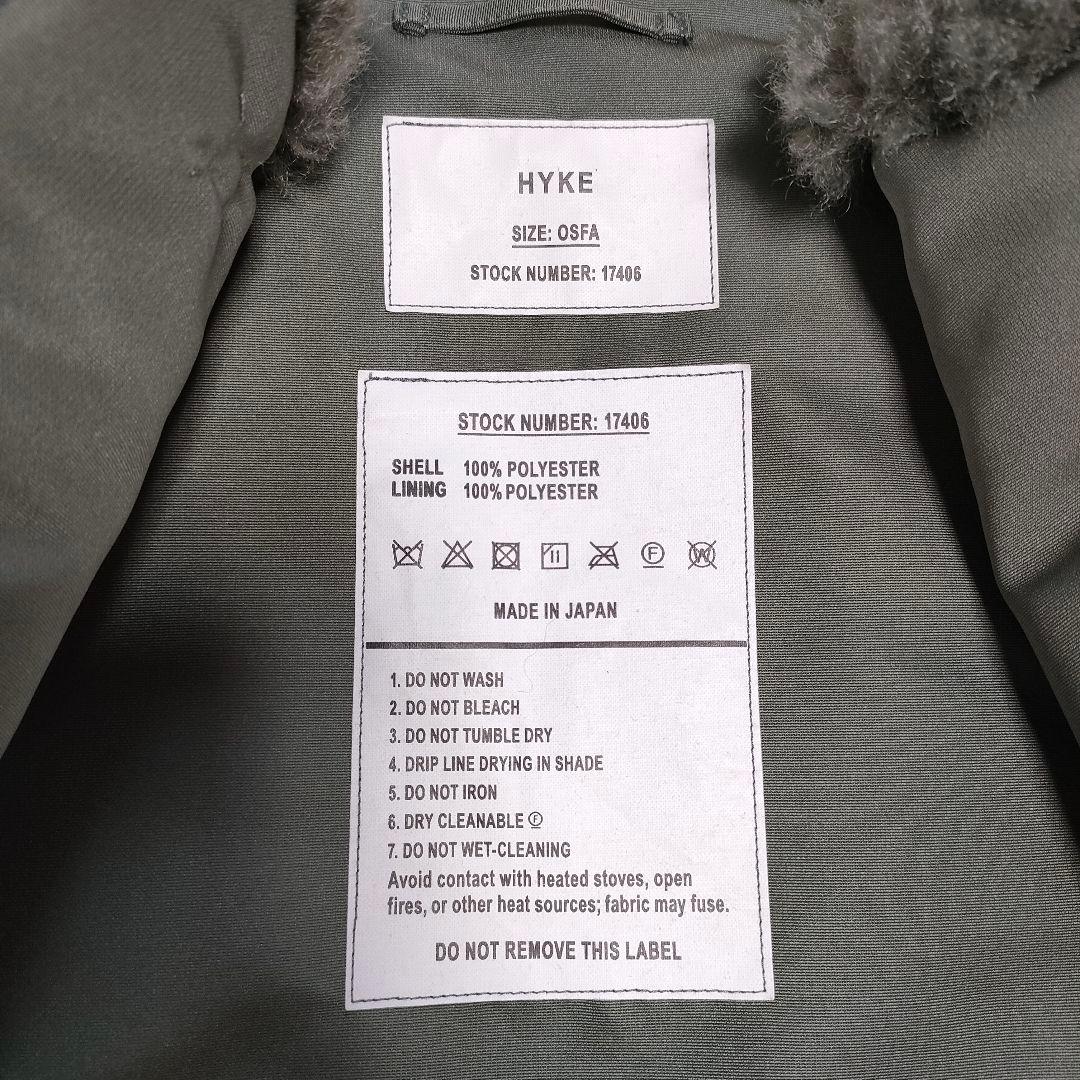 HYKE
SIZE: OSFA
STOCK NUMBER: 17406
STOCK NUMBER: 17406
SHELL 100% POLYESTER
LINING 100% POLYESTER
F W
MADE IN JAPAN
1. DO NOT WASH
2. DO NOT BLEACH
3. DO NOT TUMBLE DRY
4. DRIP LINE DRYING IN SHADE
5. DO NOT IRON
6. DRY CLEANABLE Ⓕ
7. DO NOT WET-CLEANING
Avoid contact with heated stoves, open
fires, or other heat sources; fabric may fuse.
DO NOT REMOVE THIS LABEL